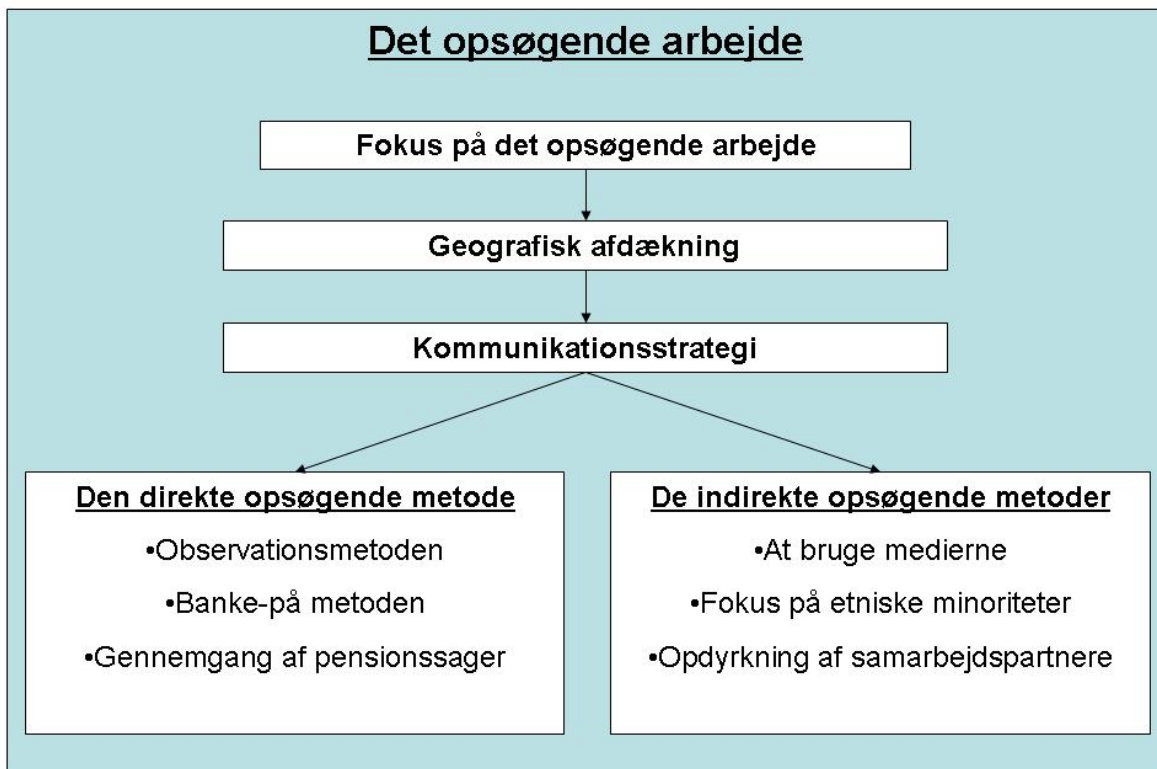 Det opsøgende arbejde
Fokus på det opsøgende arbejde
Geografisk afdækning
Kommunikationsstrategi
Den direkte opsøgende metode
•Observationsmetoden
•Banke-på metoden
•Gennemgang af pensionssager
De indirekte opsøgende metoder
•At bruge medierne
•Fokus på etniske minoriteter
•Opdyrkning af samarbejdspartnere